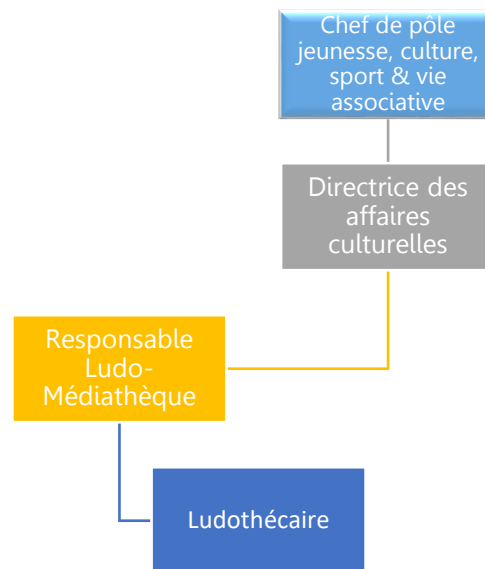 Chef de pôle
jeunesse, culture,
sport & vie
associative
Directrice des
affaires
culturelles
Responsable
Ludo-
Médiathèque
Ludothécaire